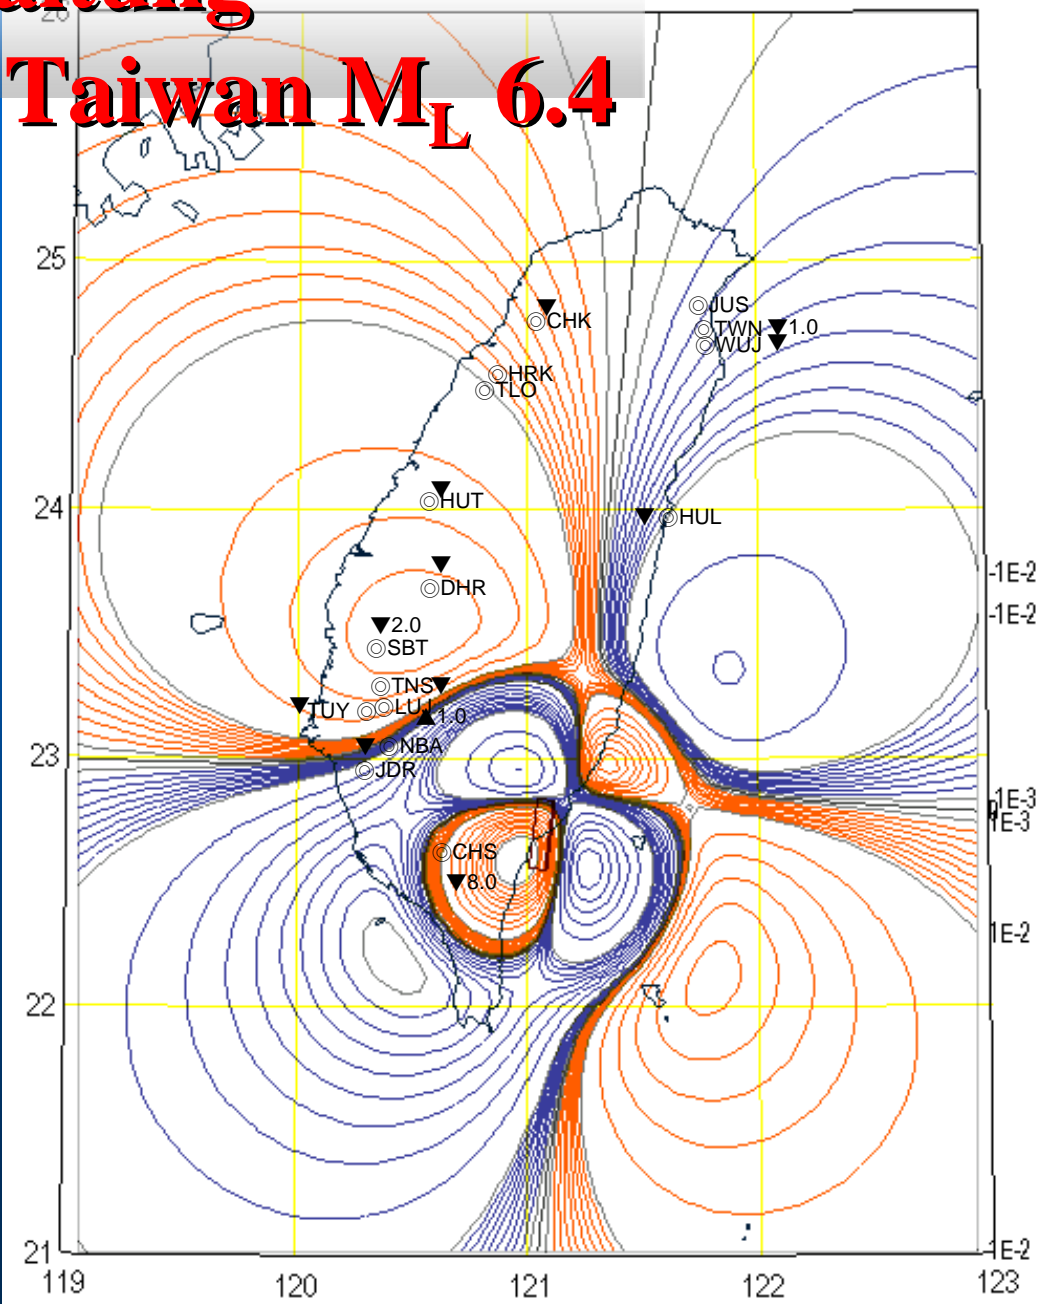 Taiwan ML 6.4
25
JUS
CHK
TWN
1.0
WUJ
HRK
TLO
24
HUT
HUL
-1E-2
DHR
-1E-2
2.0
SBT
TNS
LUJ
TUY
1.0
NBA
23
JDR
1E-3
1E-3
CHS
8.0
1E-2
22
21
1E-2
119
120
121
122
123